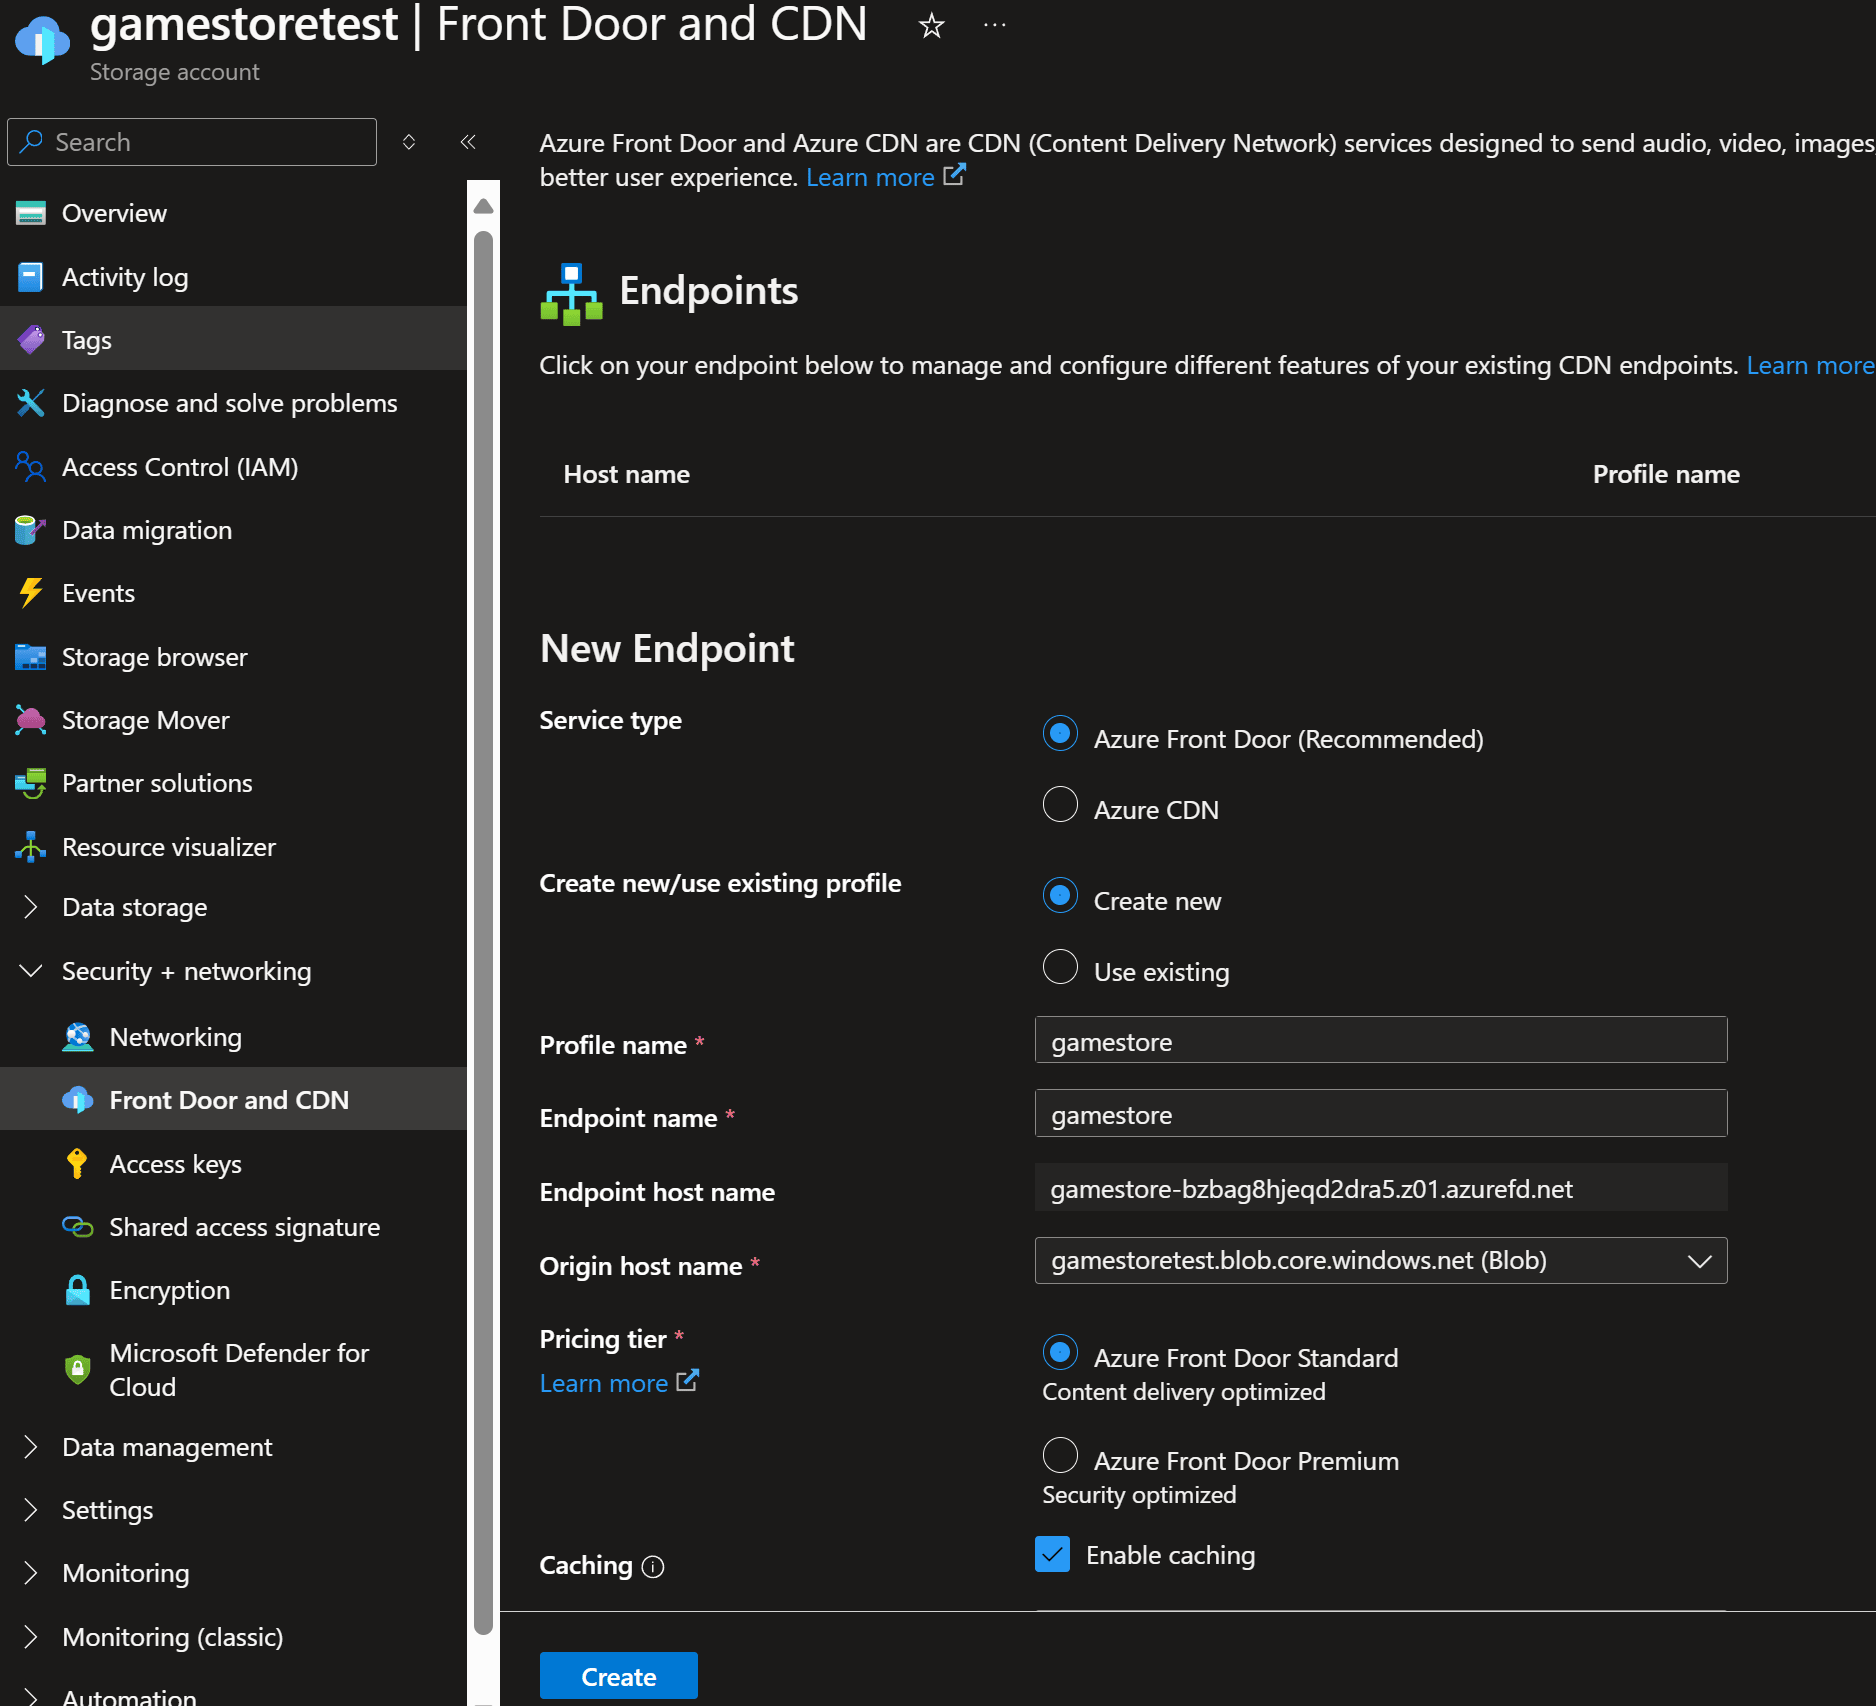 gamestoretest | Front Door and CDN
Storage account
Search
Overview
Activity log
Tags
Diagnose and solve problems
Access Control (IAM)
Data migration
Events
Storage browser
Storage Mover
Partner solutions
Resource visualizer
Data storage
Security + networking
Networking
Front Door and CDN
Access keys
Shared access signature
Encryption
Microsoft Defender for
Cloud
Data management
Settings
Monitoring
Monitoring (classic)
Automation
Azure Front Door and Azure CDN are CDN (Content Delivery Network) services designed to send audio, video, images
better user experience. Learn more
Endpoints
Click on your endpoint below to manage and configure different features of your existing CDN endpoints. Learn more
Host name
Profile name
New Endpoint
Service type
Azure Front Door (Recommended)
Azure CDN
Create new/use existing profile
Create new
Use existing
Profile name *
gamestore
Endpoint name *
gamestore
Endpoint host name
gamestore-bzbag8hjeqd2dra5.z01.azurefd.net
Origin host name *
gamestoretest.blob.core.windows.net (Blob)
Pricing tier *
Learn more
Azure Front Door Standard
Content delivery optimized
Azure Front Door Premium
Security optimized
Caching
Enable caching
Create